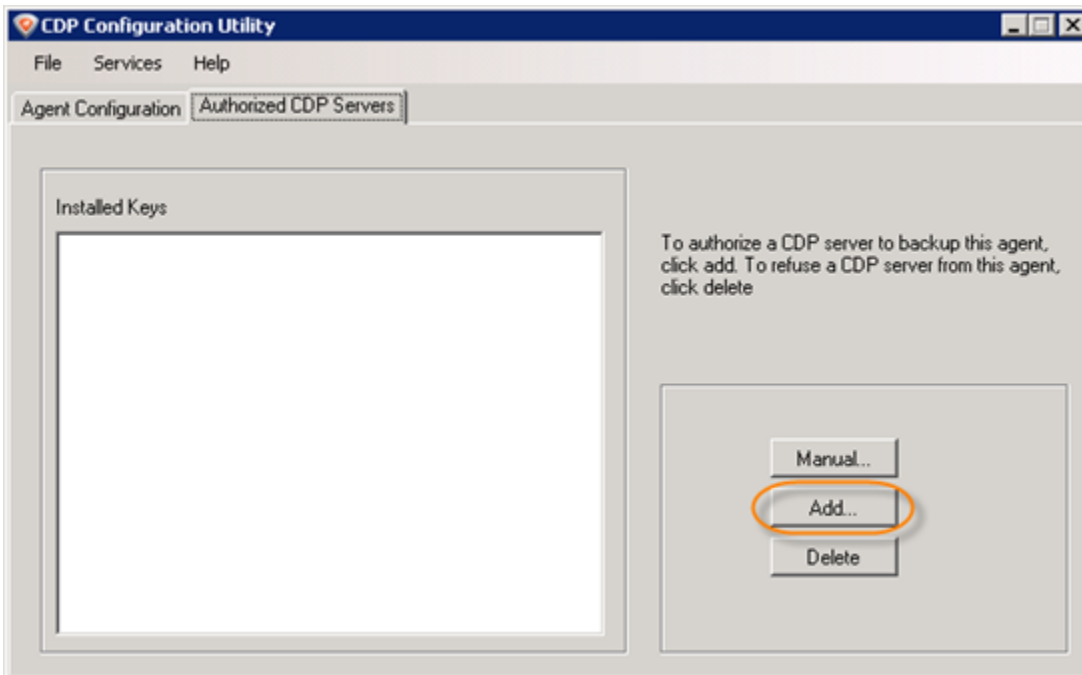 CDP Configuration Utility
File Services Help
Agent Configuration Authorized CDP Servers
Installed Keys
To authorize a CDP server to backup this agent,
click add. To refuse a CDP server from this agent,
click delete
Manual...
Add...
Delete